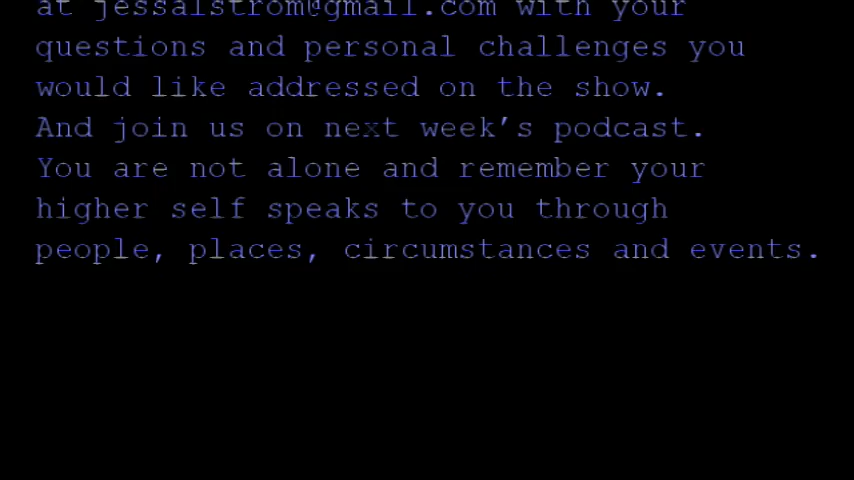 at jessalstrom@gmail.com with your
questions and personal challenges you
would like addressed on the show.
And join us on next week's podcast.
You are not alone and remember your
higher self speaks to you through
people, places, circumstances and events.